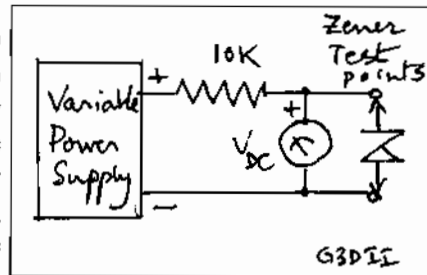 Zener
Test
points
10K
+
+
Variable
Power
Supply
VDC
−
G3DII